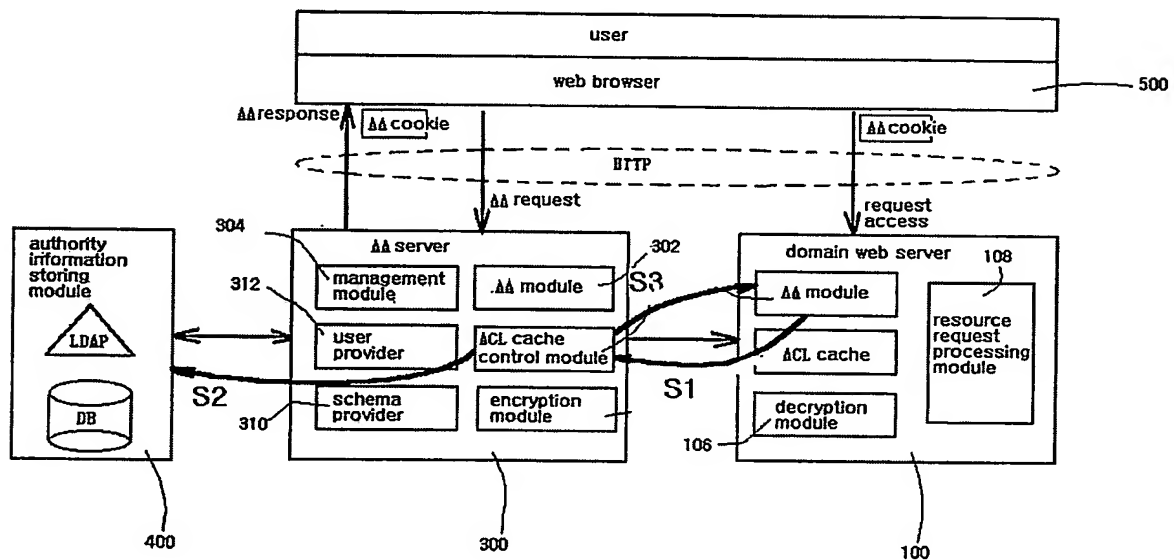 user
web browser
500
AA response
AA cookie
AA cookie
HTTP
AA request
request
access
authority
information
storing
module
LDAP
DB
400
304
312
310
AA server
management
module
AA module
302
user
provider
ACL cache
control module
schema
provider
encryption
module
300
S1
S2
S3
domain web server
AA module
108
ACL cache
resource
request
processing
module
decryption
module
106
100